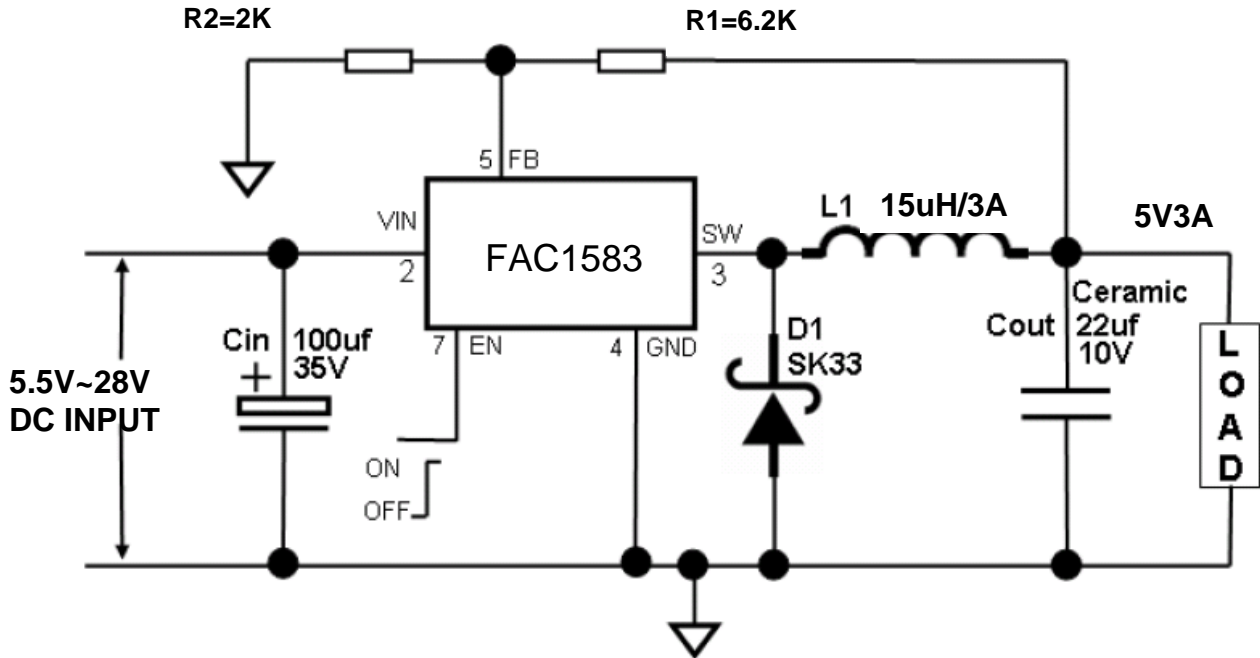 R2=2K
R1=6.2K
5 FB
VIN
2
FAC1583
SW
3
L1
15uH/3A
5V3A
7 EN
4 GND
Cin 100uf
35V
+
5.5V~28V
DC INPUT
D1
SK33
Ceramic
Cout 22uf
10V
LOAD
ON
OFF